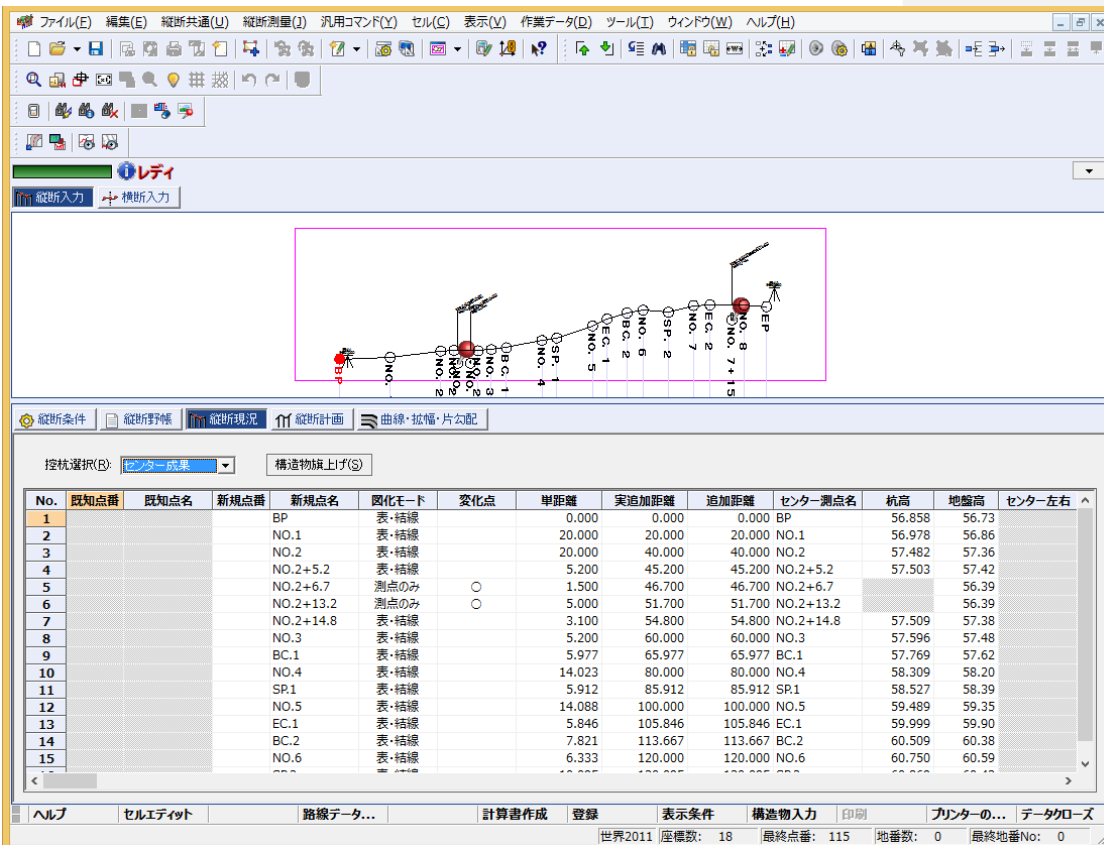 ファイル(F) 編集(E) 縦断共通(U) 縦断測量(J) 汎用コマンド(Y) セル(C) 表示(V) 作業データ(D) ツール(T) ウィンドウ(W) ヘルプ(H)
レディ
縦断入力 横断入力
BP NO. NO. 2 NO. NO. 2 NO. 3 BC. 1 NO. 4 SP. 1 NO. 5 EC. 1 BC. 2 NO. 6 SP. 2 NO. 7 EC. 2 NO. 7+15 NO. 8 EP
縦断条件 縦断野帳 縦断現況 縦断計画 曲線・拡幅・片勾配
控杭選択(R): センター成果 構造物旗上げ(S)
No. 既知点番 既知点名 新規点番 新規点名 図化モード 変化点 単距離 実追加距離 追加距離 センター測点名 杭高 地盤高 センター左右
1 BP 表・結線 0.000 0.000 0.000 BP 56.858 56.73
2 NO.1 表・結線 20.000 20.000 20.000 NO.1 56.978 56.86
3 NO.2 表・結線 20.000 40.000 40.000 NO.2 57.482 57.36
4 NO.2+5.2 表・結線 5.200 45.200 45.200 NO.2+5.2 57.503 57.42
5 NO.2+6.7 測点のみ ○ 1.500 46.700 46.700 NO.2+6.7 56.39
6 NO.2+13.2 測点のみ ○ 5.000 51.700 51.700 NO.2+13.2 56.39
7 NO.2+14.8 表・結線 3.100 54.800 54.800 NO.2+14.8 57.509 57.38
8 NO.3 表・結線 5.200 60.000 60.000 NO.3 57.596 57.48
9 BC.1 表・結線 5.977 65.977 65.977 BC.1 57.769 57.62
10 NO.4 表・結線 14.023 80.000 80.000 NO.4 58.309 58.20
11 SP.1 表・結線 5.912 85.912 85.912 SP.1 58.527 58.39
12 NO.5 表・結線 14.088 100.000 100.000 NO.5 59.489 59.35
13 EC.1 表・結線 5.846 105.846 105.846 EC.1 59.999 59.90
14 BC.2 表・結線 7.821 113.667 113.667 BC.2 60.509 60.38
15 NO.6 表・結線 6.333 120.000 120.000 NO.6 60.750 60.59
ヘルプ セルエディット 路線データ... 計算書作成 登録 表示条件 構造物入力 印刷 プリンターの... データクローズ
世界2011 座標数: 18 最終点番: 115 地番数: 0 最終地番No: 0